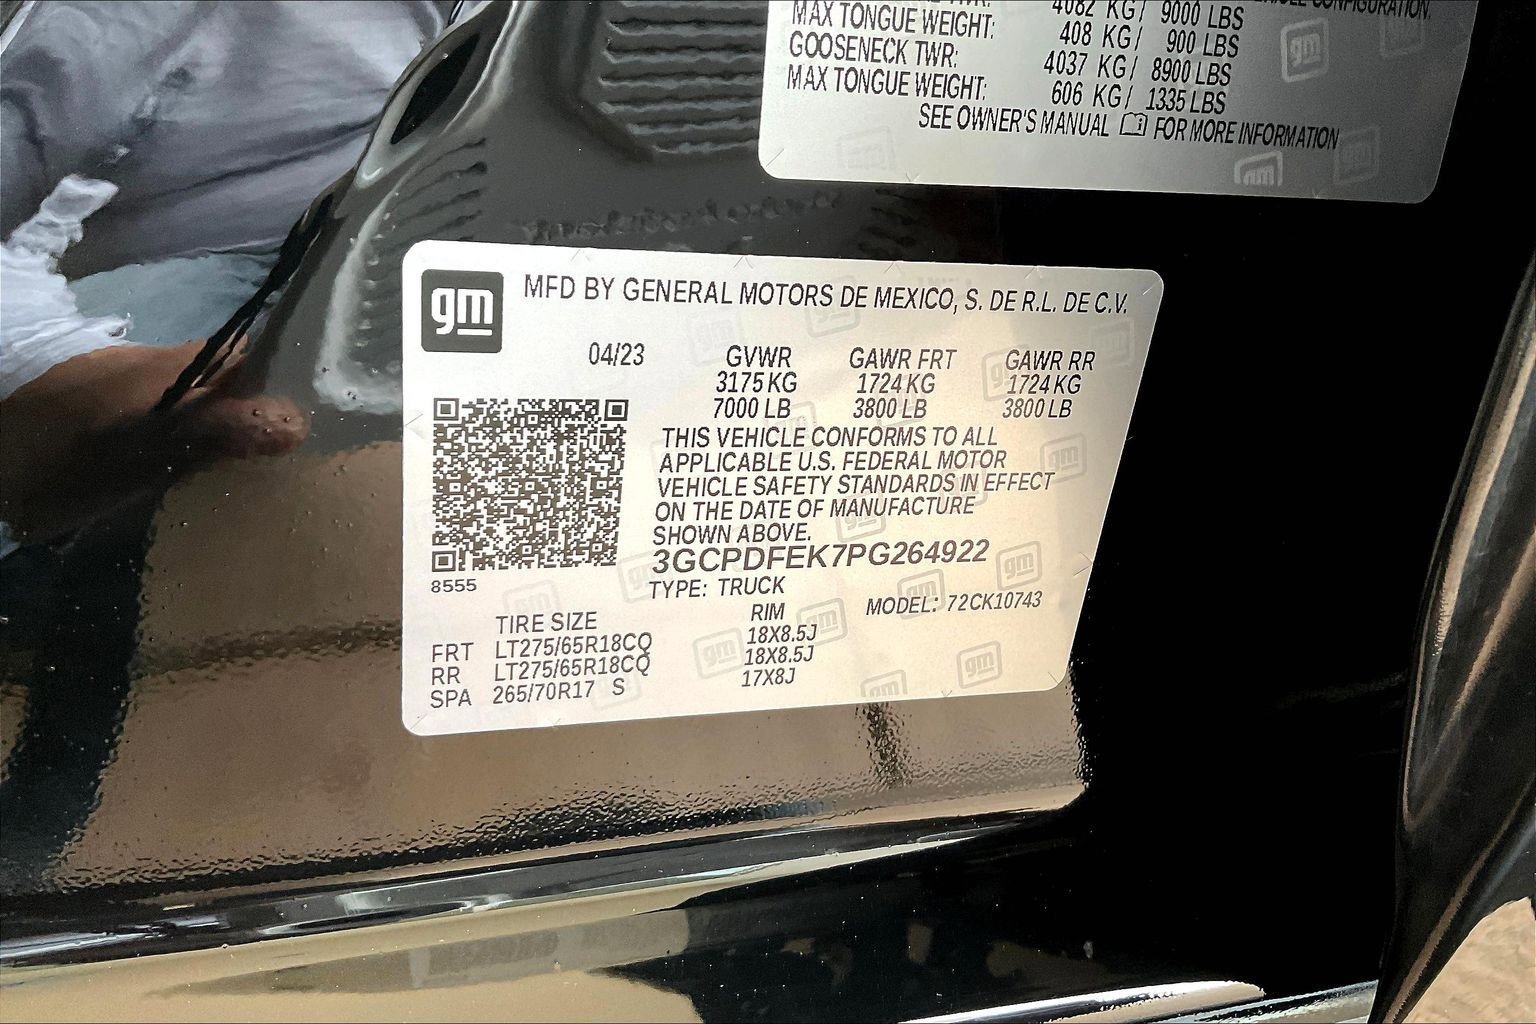 4082 KG/ 9000 LBS
MAX TONGUE WEIGHT: 408 KG/ 900 LBS
GOOSENECK TWR: 4037 KG/ 8900 LBS
MAX TONGUE WEIGHT: 606 KG/ 1335 LBS
SEE OWNER'S MANUAL FOR MORE INFORMATION
gm MFD BY GENERAL MOTORS DE MEXICO, S. DE R.L. DE C.V.
04/23 GVWR GAWR FRT GAWR RR
3175 KG 1724 KG 1724 KG
7000 LB 3800 LB 3800 LB
THIS VEHICLE CONFORMS TO ALL
APPLICABLE U.S. FEDERAL MOTOR
VEHICLE SAFETY STANDARDS IN EFFECT
ON THE DATE OF MANUFACTURE
SHOWN ABOVE.
3GCPDFEK7PG264922
8555 TYPE: TRUCK
MODEL: 72CK10743
TIRE SIZE RIM
FRT LT275/65R18CQ 18X8.5J
RR LT275/65R18CQ 18X8.5J
SPA 265/70R17 S 17X8J